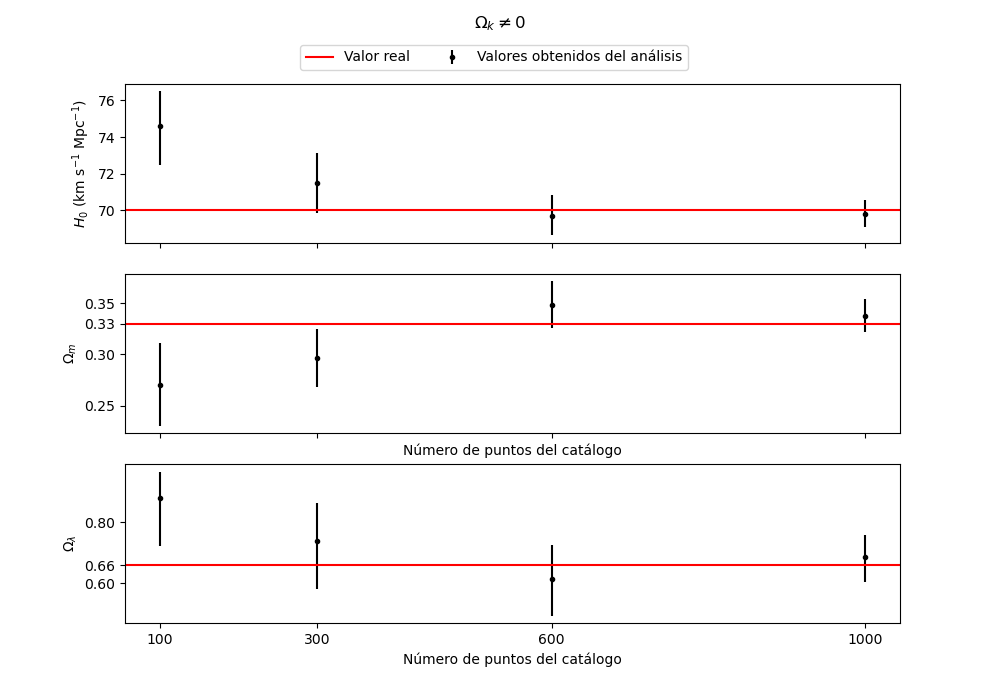 Ωₖ ≠ 0
Valor real
Valores obtenidos del análisis
76
74
72
70
H₀ (km s⁻¹ Mpc⁻¹)
0.35
0.33
0.30
0.25
Ωₘ
Número de puntos del catálogo
0.80
0.66
0.60
Ω_λ
100 300 600 1000
Número de puntos del catálogo